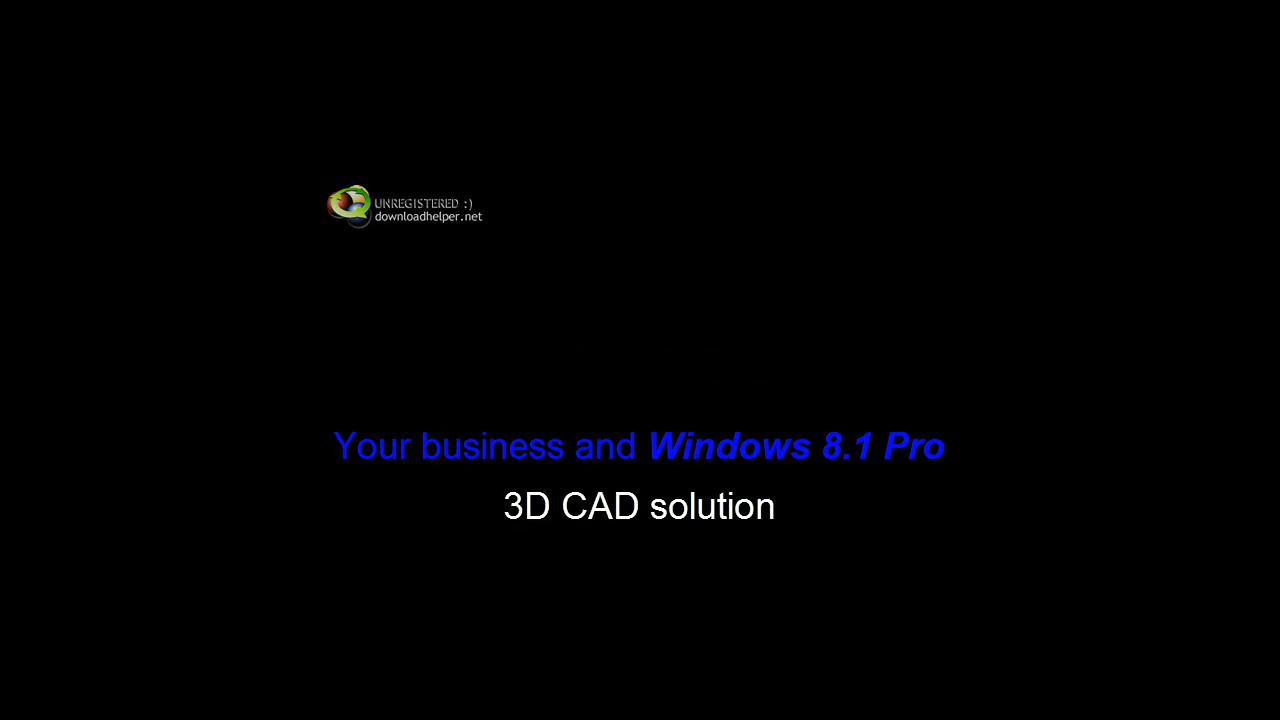 UNREGISTERED :)
downloadhelper.net
Your business and Windows 8.1 Pro
3D CAD solution